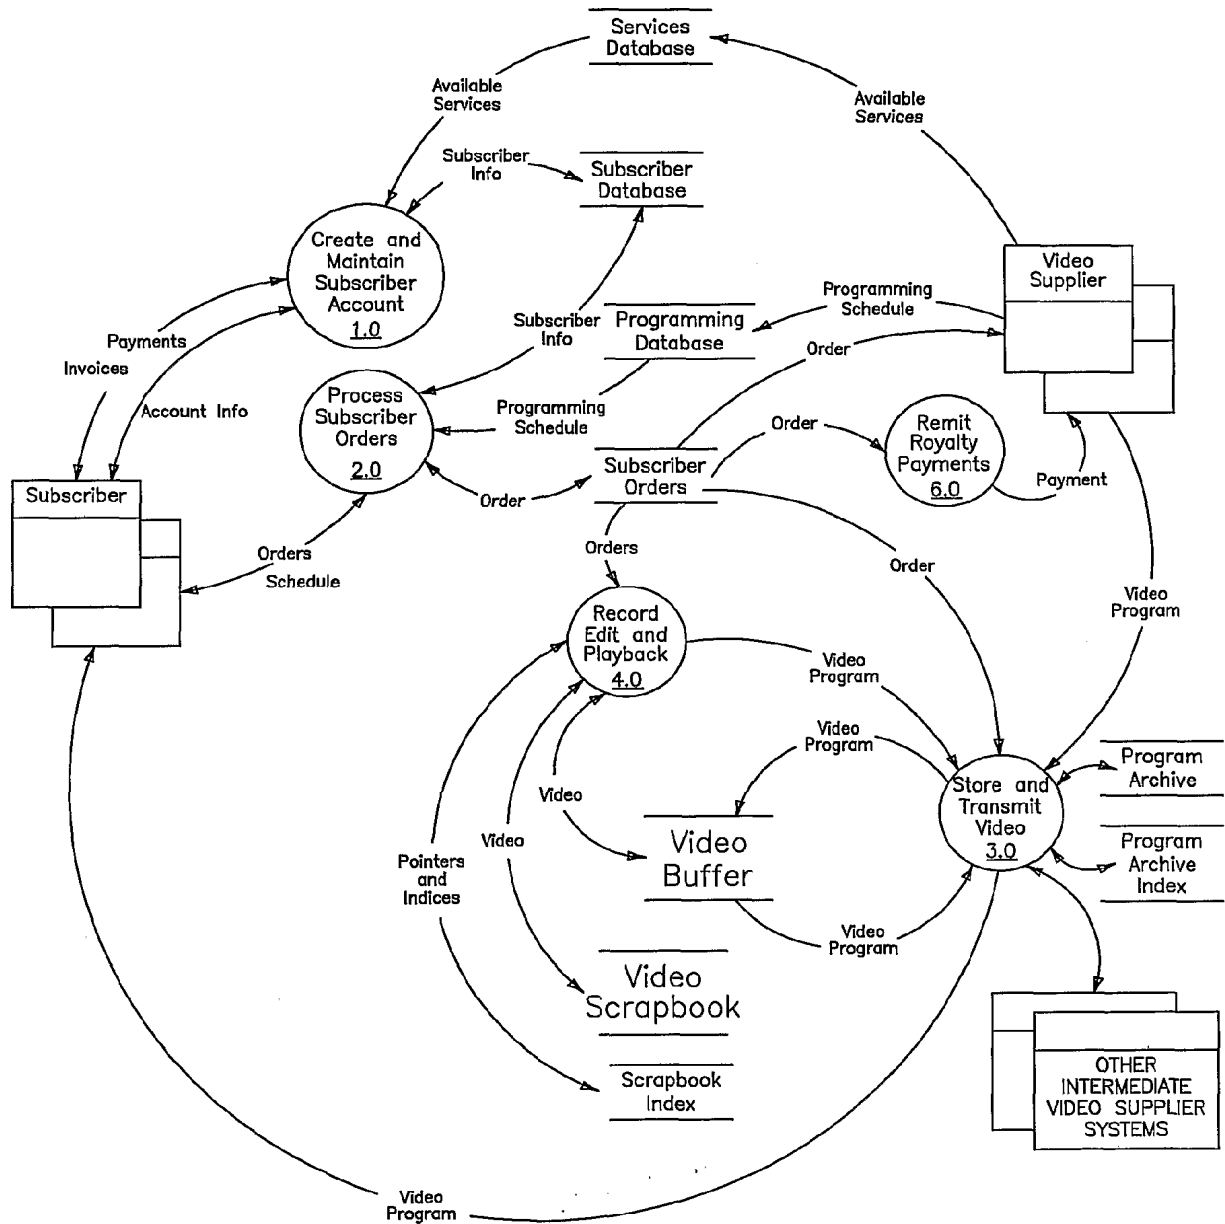 Services
Database
Available
Services
Available
Services
Subscriber
Info
Subscriber
Database
Create and
Maintain
Subscriber
Account
1.0
Video
Supplier
Programming
Schedule
Subscriber
Info
Programming
Database
Payments
Invoices
Order
Account Info
Process
Subscriber
Orders
2.0
Programming
Schedule
Order
Remit
Royalty
Payments
6.0
Payment
Subscriber
Subscriber
Orders
Order
Orders
Schedule
Orders
Order
Video
Program
Record
Edit and
Playback
4.0
Video
Program
Video
Program
Store and
Transmit
Video
3.0
Program
Archive
Program
Archive
Index
Video
Video
Pointers
and
Indices
Video
Buffer
Video
Program
Video
Scrapbook
Scrapbook
Index
OTHER
INTERMEDIATE
VIDEO SUPPLIER
SYSTEMS
Video
Program